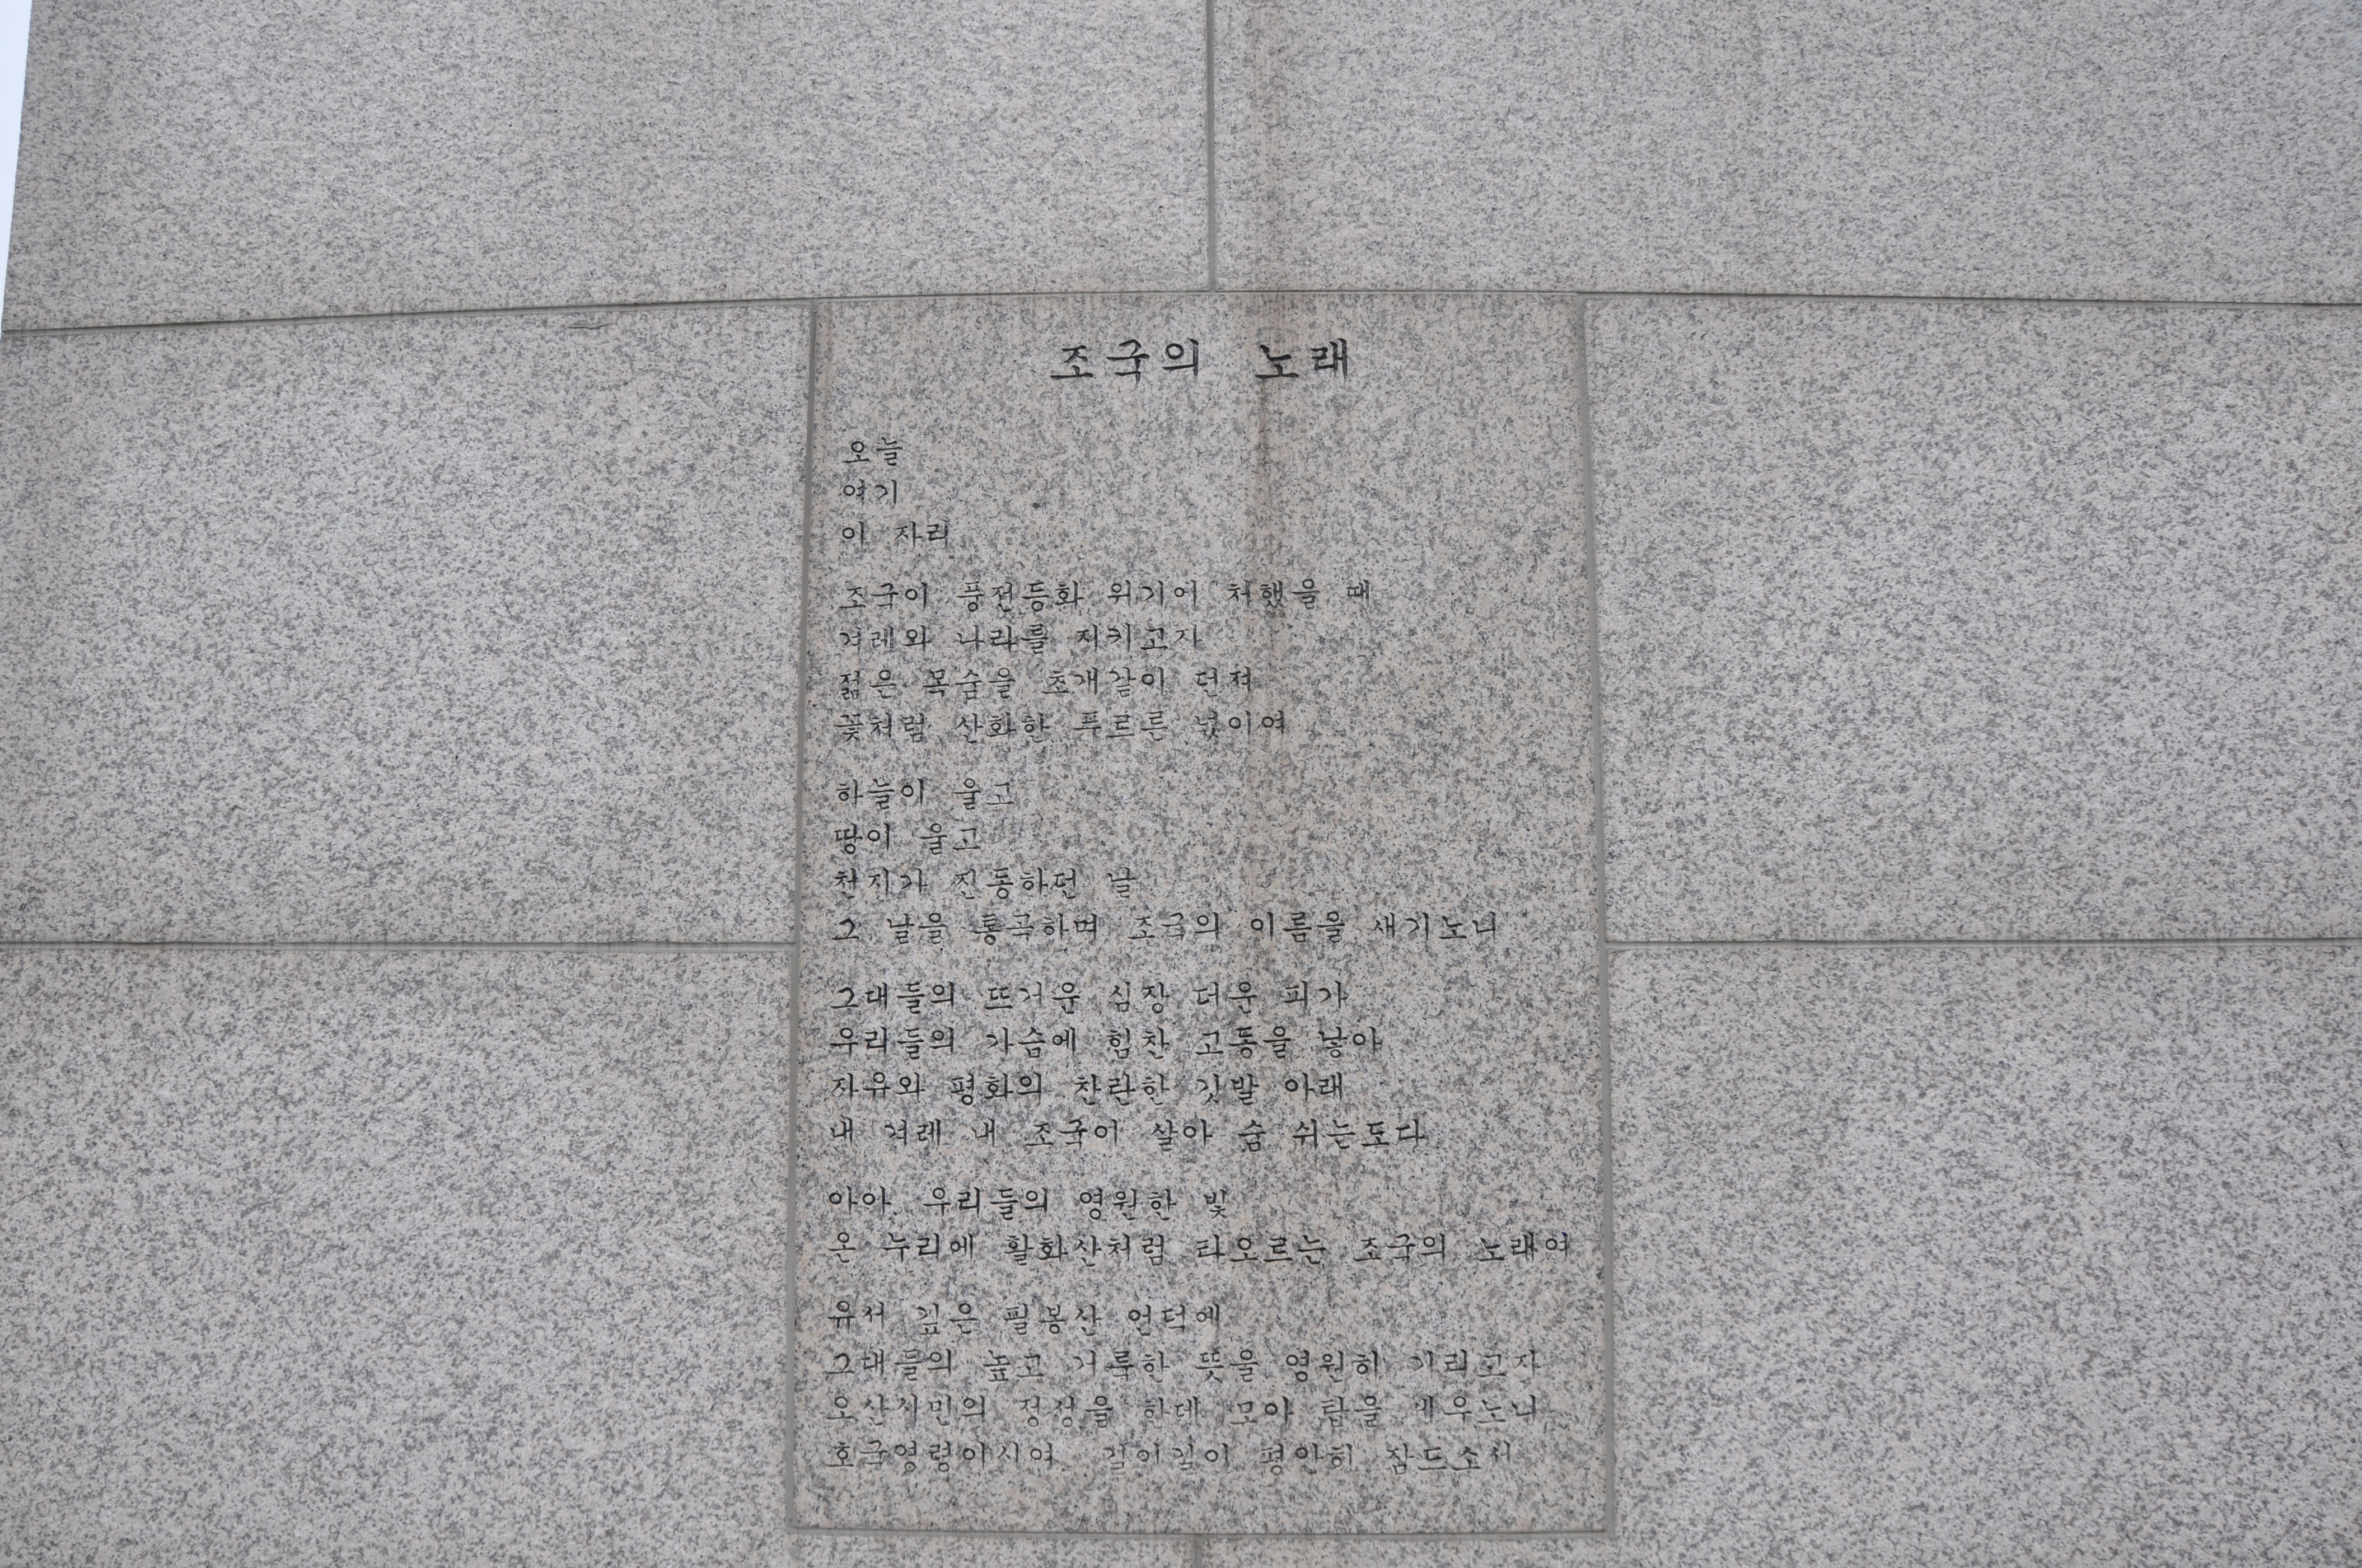 조국의 노래
오늘
여기
이 자리
조국이 풍전등화 위기에 처했을 때
겨레와 나라를 지키고자
젊은 목숨을 초개같이 던져
꽃처럼 산화한 푸르른 넋이여
하늘이 울고
땅이 울고
천지가 진동하던 날
그 날을 통곡하며 조국의 이름을 새기노니
그대들의 뜨거운 심장 더운 피가
우리들의 가슴에 힘찬 고동을 낳아
자유와 평화의 찬란한 깃발 아래
내 겨레 내 조국이 살아 숨 쉬는도다
아아, 우리들의 영원한 빛
온 누리에 활화산처럼 타오르는 조국의 노래여
유서 깊은 필봉산 언덕에
그대들의 높고 거룩한 뜻을 영원히 기리고자
오산시민의 정성을 한데 모아 탑을 세우노니
호국영령이시여, 길이길이 평안히 잠드소서